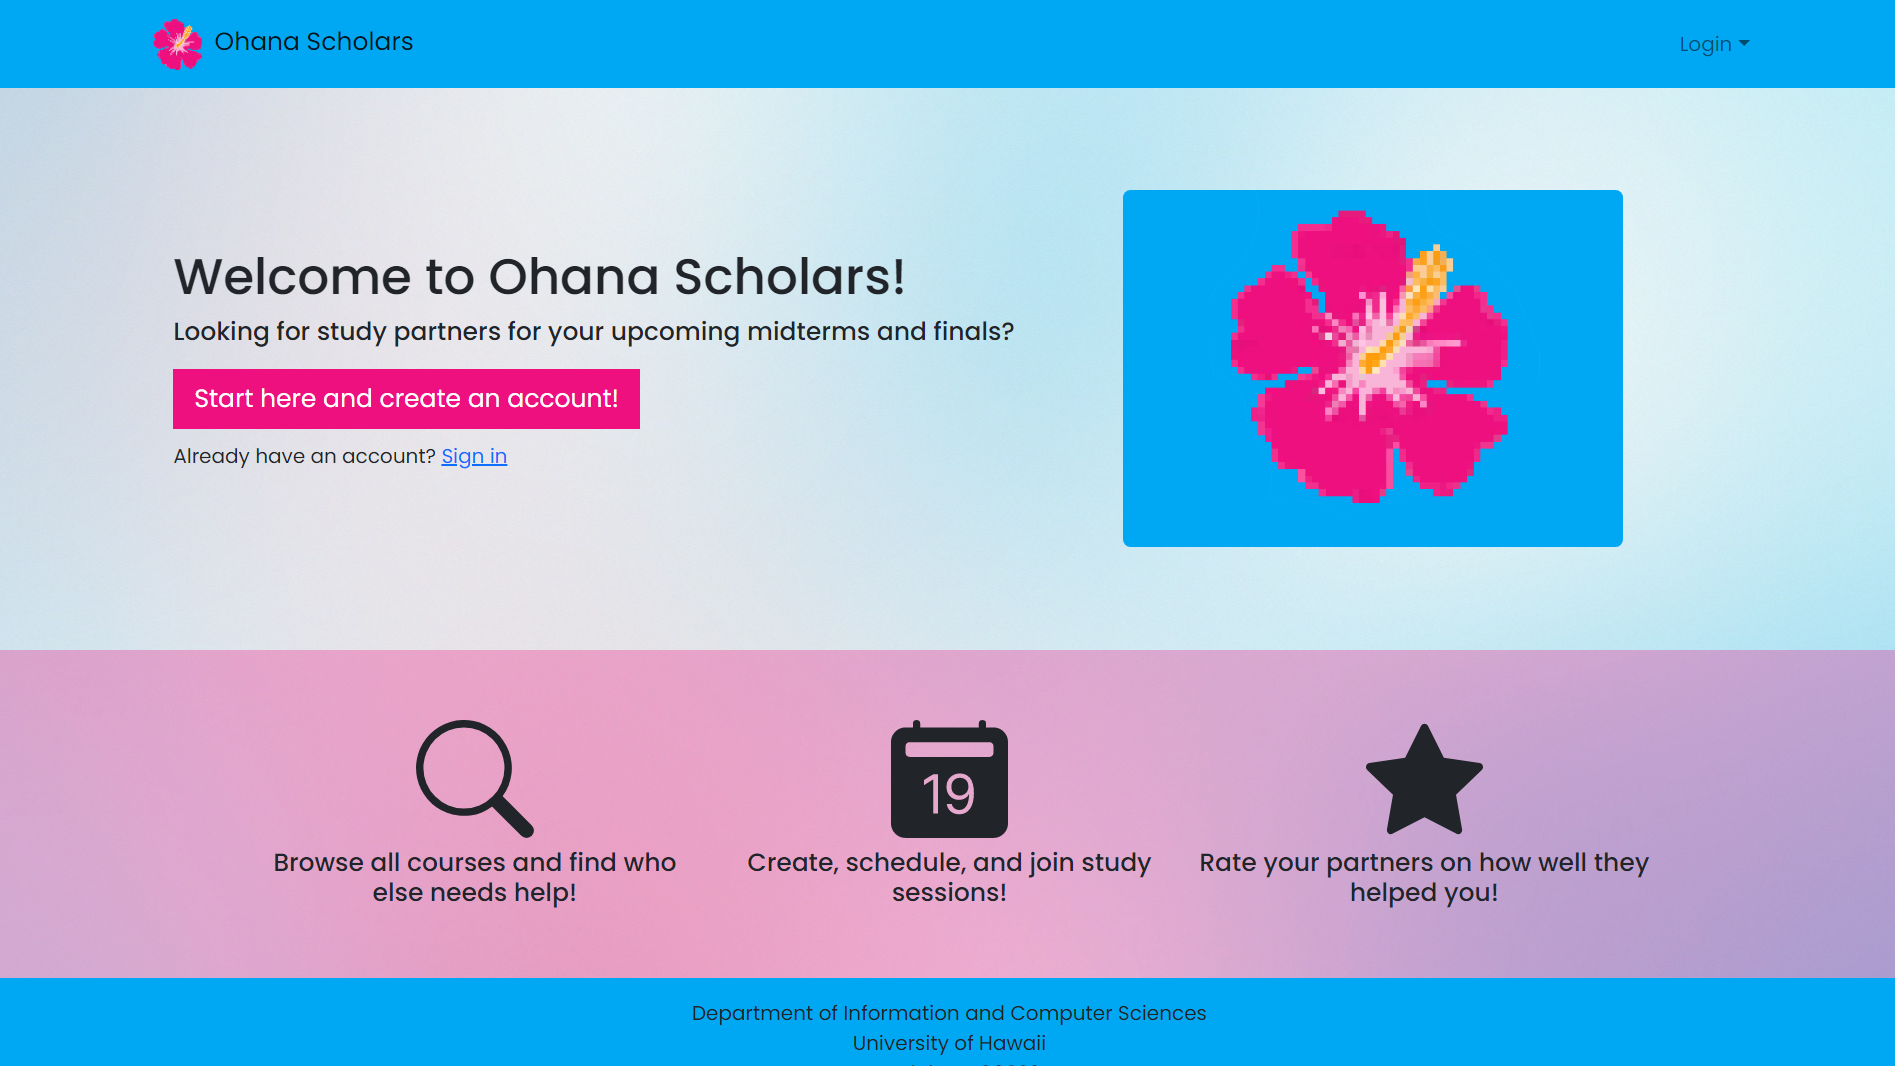 Ohana Scholars
Login
Welcome to Ohana Scholars!
Looking for study partners for your upcoming midterms and finals?
Start here and create an account!
Already have an account? Sign in
19
Browse all courses and find who
else needs help!
Create, schedule, and join study
sessions!
Rate your partners on how well they
helped you!
Department of Information and Computer Sciences
University of Hawaii